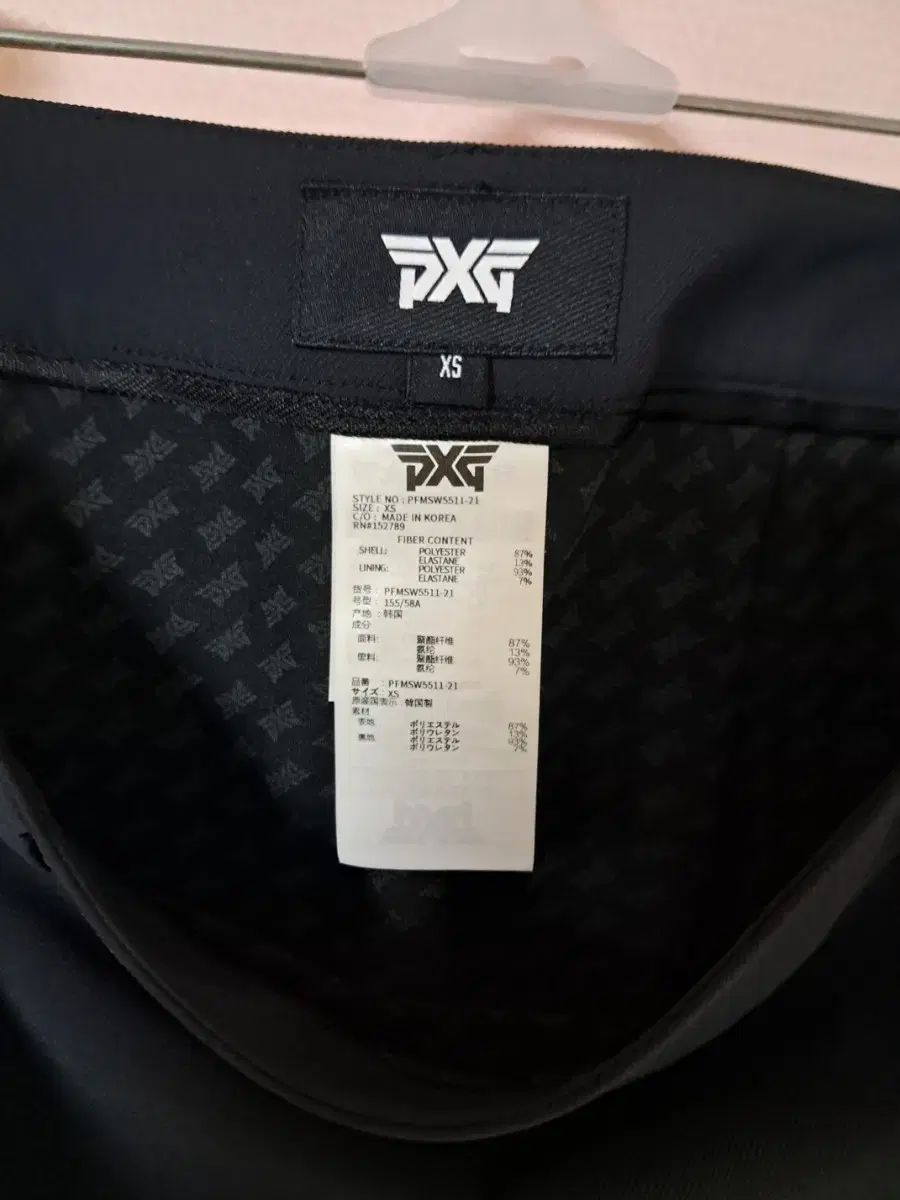 PXG
XS
PXG
STYLE NO : PFMSW5511-21
SIZE : XS
C/O : MADE IN KOREA
RN#152789
FIBER CONTENT
SHELL: POLYESTER 87%
ELASTANE 13%
LINING: POLYESTER 93%
ELASTANE 7%
货号 : PFMSW5511-21
号型 : 155/58A
产地 : 韩国
成分
面料: 聚酯纤维 87%
氨纶 13%
里料: 聚酯纤维 93%
氨纶 7%
品番 : PFMSW5511-21
サイズ : XS
原産国表示 : 韓国製
素材
表地 ポリエステル 87%
ポリウレタン 13%
裏地 ポリエステル 93%
ポリウレタン 7%